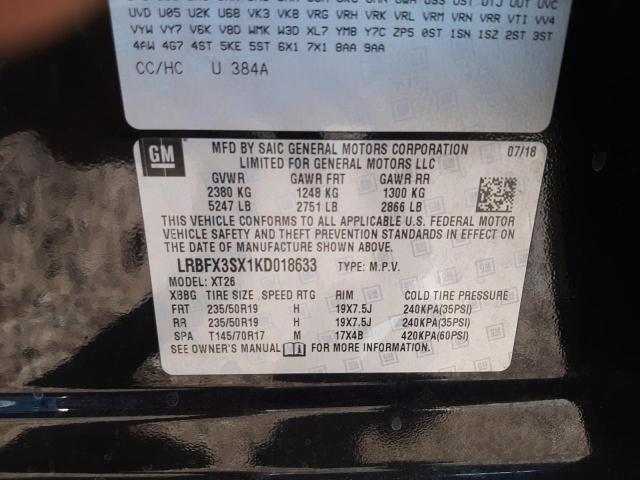 UVD U05 U2K U68 VK3 VK8 VRG VRH VRK VRL VRM VRN VRR VTI VV4
VYW VY7 V6K V8D WMK W3D XL7 YM8 Y7C ZP5 0ST 1SN 1SZ 2ST 3ST
4AW 4G7 4ST 5KE 5ST 6X1 7X1 8AA 9AA
CC/HC U 384A
GM
MFD BY SAIC GENERAL MOTORS CORPORATION 07/18
LIMITED FOR GENERAL MOTORS LLC
GVWR GAWR FRT GAWR RR
2380 KG 1248 KG 1300 KG
5247 LB 2751 LB 2866 LB
THIS VEHICLE CONFORMS TO ALL APPLICABLE U.S. FEDERAL MOTOR
VEHICLE SAFETY AND THEFT PREVENTION STANDARDS IN EFFECT ON THE
DATE OF MANUFACTURE SHOWN ABOVE.
LRBFX3SX1KD018633 TYPE: M.P.V.
MODEL: XT26
XBBG TIRE SIZE SPEED RTG RIM COLD TIRE PRESSURE
FRT 235/50R19 H 19X7.5J 240KPA(35PSI)
RR 235/50R19 H 19X7.5J 240KPA(35PSI)
SPA T145/70R17 M 17X4B 420KPA(60PSI)
SEE OWNER'S MANUAL FOR MORE INFORMATION